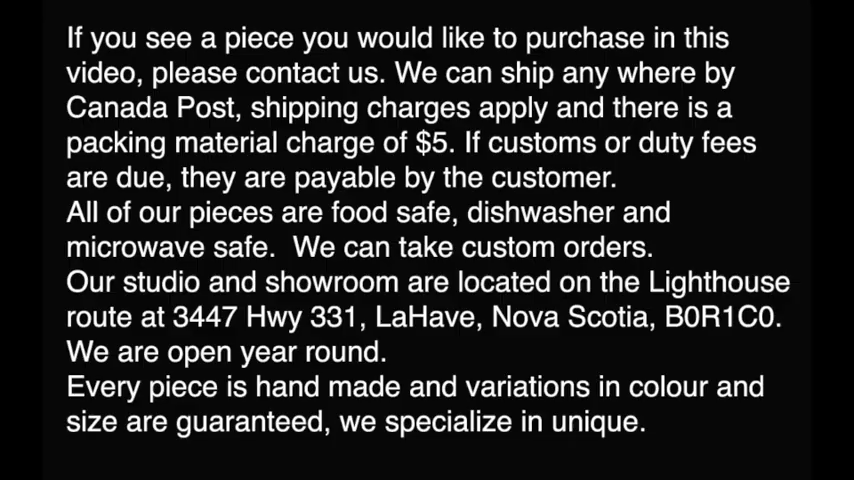 If you see a piece you would like to purchase in this
video, please contact us. We can ship any where by
Canada Post, shipping charges apply and there is a
packing material charge of $5. If customs or duty fees
are due, they are payable by the customer.
All of our pieces are food safe, dishwasher and
microwave safe.  We can take custom orders.
Our studio and showroom are located on the Lighthouse
route at 3447 Hwy 331, LaHave, Nova Scotia, B0R1C0.
We are open year round.
Every piece is hand made and variations in colour and
size are guaranteed, we specialize in unique.